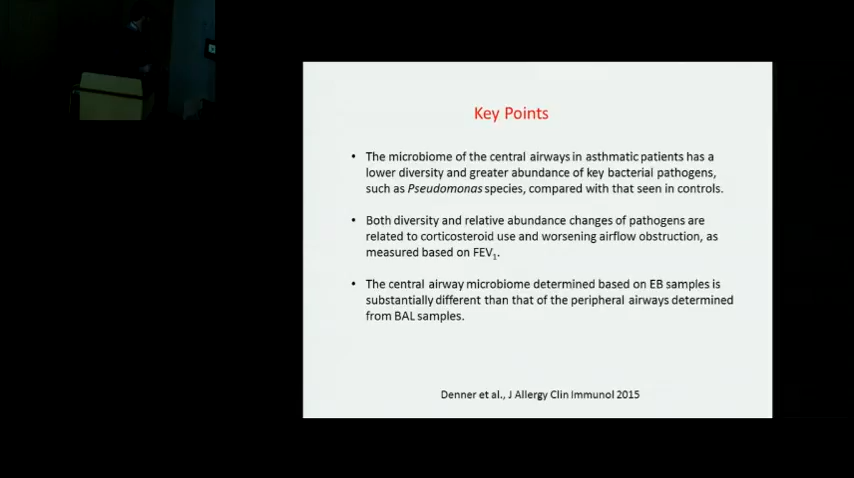 Key Points
• The microbiome of the central airways in asthmatic patients has a
lower diversity and greater abundance of key bacterial pathogens,
such as Pseudomonas species, compared with that seen in controls.
• Both diversity and relative abundance changes of pathogens are
related to corticosteroid use and worsening airflow obstruction, as
measured based on FEV1.
• The central airway microbiome determined based on EB samples is
substantially different than that of the peripheral airways determined
from BAL samples.
Denner et al., J Allergy Clin Immunol 2015